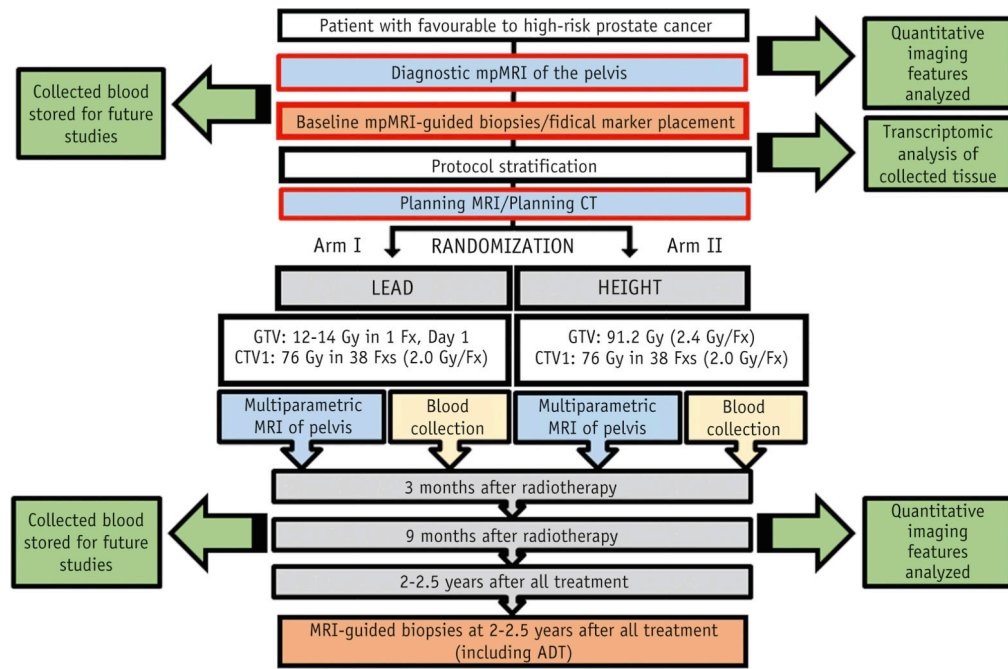 Patient with favourable to high-risk prostate cancer
Quantitative
imaging
features
analyzed
Diagnostic mpMRI of the pelvis
Collected blood
stored for future
studies
Baseline mpMRI-guided biopsies/fidical marker placement
Transcriptomic
analysis of
collected tissue
Protocol stratification
Planning MRI/Planning CT
Arm I
RANDOMIZATION
Arm II
LEAD
HEIGHT
GTV: 12-14 Gy in 1 Fx, Day 1
CTV1: 76 Gy in 38 Fxs (2.0 Gy/Fx)
GTV: 91.2 Gy (2.4 Gy/Fx)
CTV1: 76 Gy in 38 Fxs (2.0 Gy/Fx)
Multiparametric
MRI of pelvis
Blood
collection
Multiparametric
MRI of pelvis
Blood
collection
3 months after radiotherapy
Collected blood
stored for future
studies
9 months after radiotherapy
Quantitative
imaging
features
analyzed
2-2.5 years after all treatment
MRI-guided biopsies at 2-2.5 years after all treatment
(including ADT)